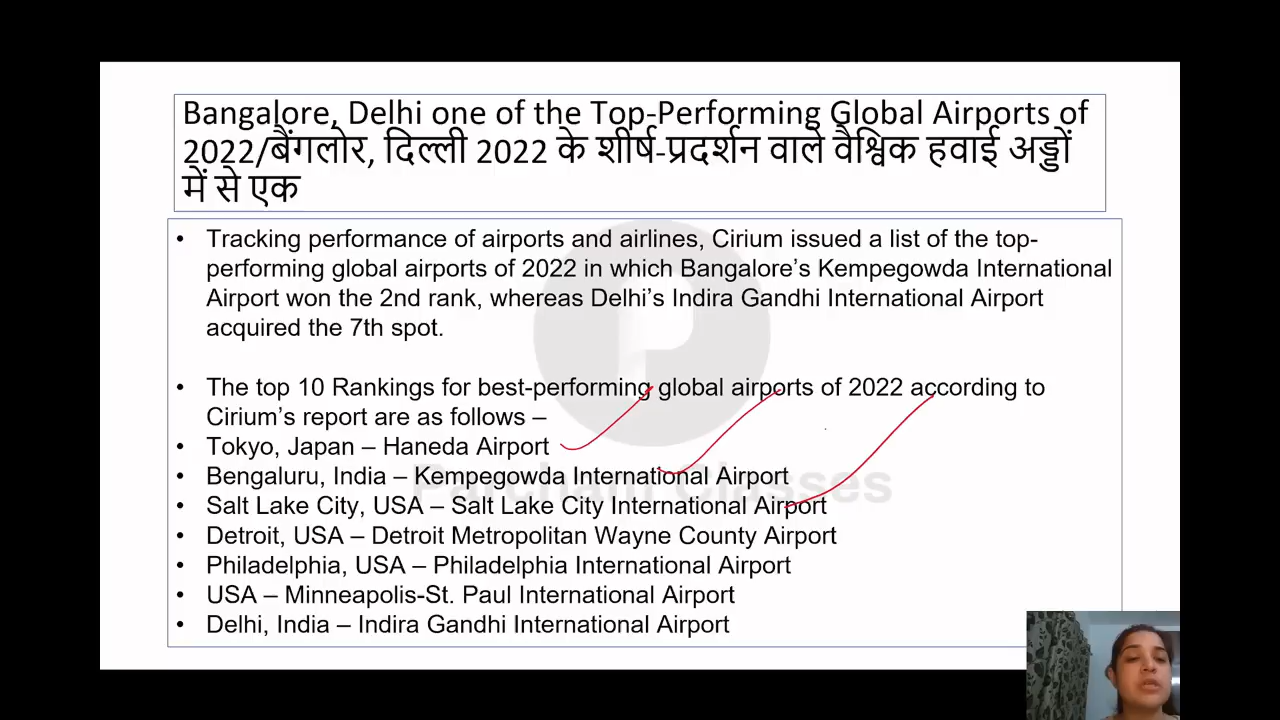 Bangalore, Delhi one of the Top-Performing Global Airports of
2022/बैंगलोर, दिल्ली 2022 के शीर्ष-प्रदर्शन वाले वैश्विक हवाई अड्डों
में से एक
• Tracking performance of airports and airlines, Cirium issued a list of the top-
performing global airports of 2022 in which Bangalore's Kempegowda International
Airport won the 2nd rank, whereas Delhi's Indira Gandhi International Airport
acquired the 7th spot.
• The top 10 Rankings for best-performing global airports of 2022 according to
Cirium's report are as follows –
• Tokyo, Japan – Haneda Airport
• Bengaluru, India – Kempegowda International Airport
Parcham Classes
• Salt Lake City, USA – Salt Lake City International Airport
• Detroit, USA – Detroit Metropolitan Wayne County Airport
• Philadelphia, USA – Philadelphia International Airport
• USA – Minneapolis-St. Paul International Airport
• Delhi, India – Indira Gandhi International Airport